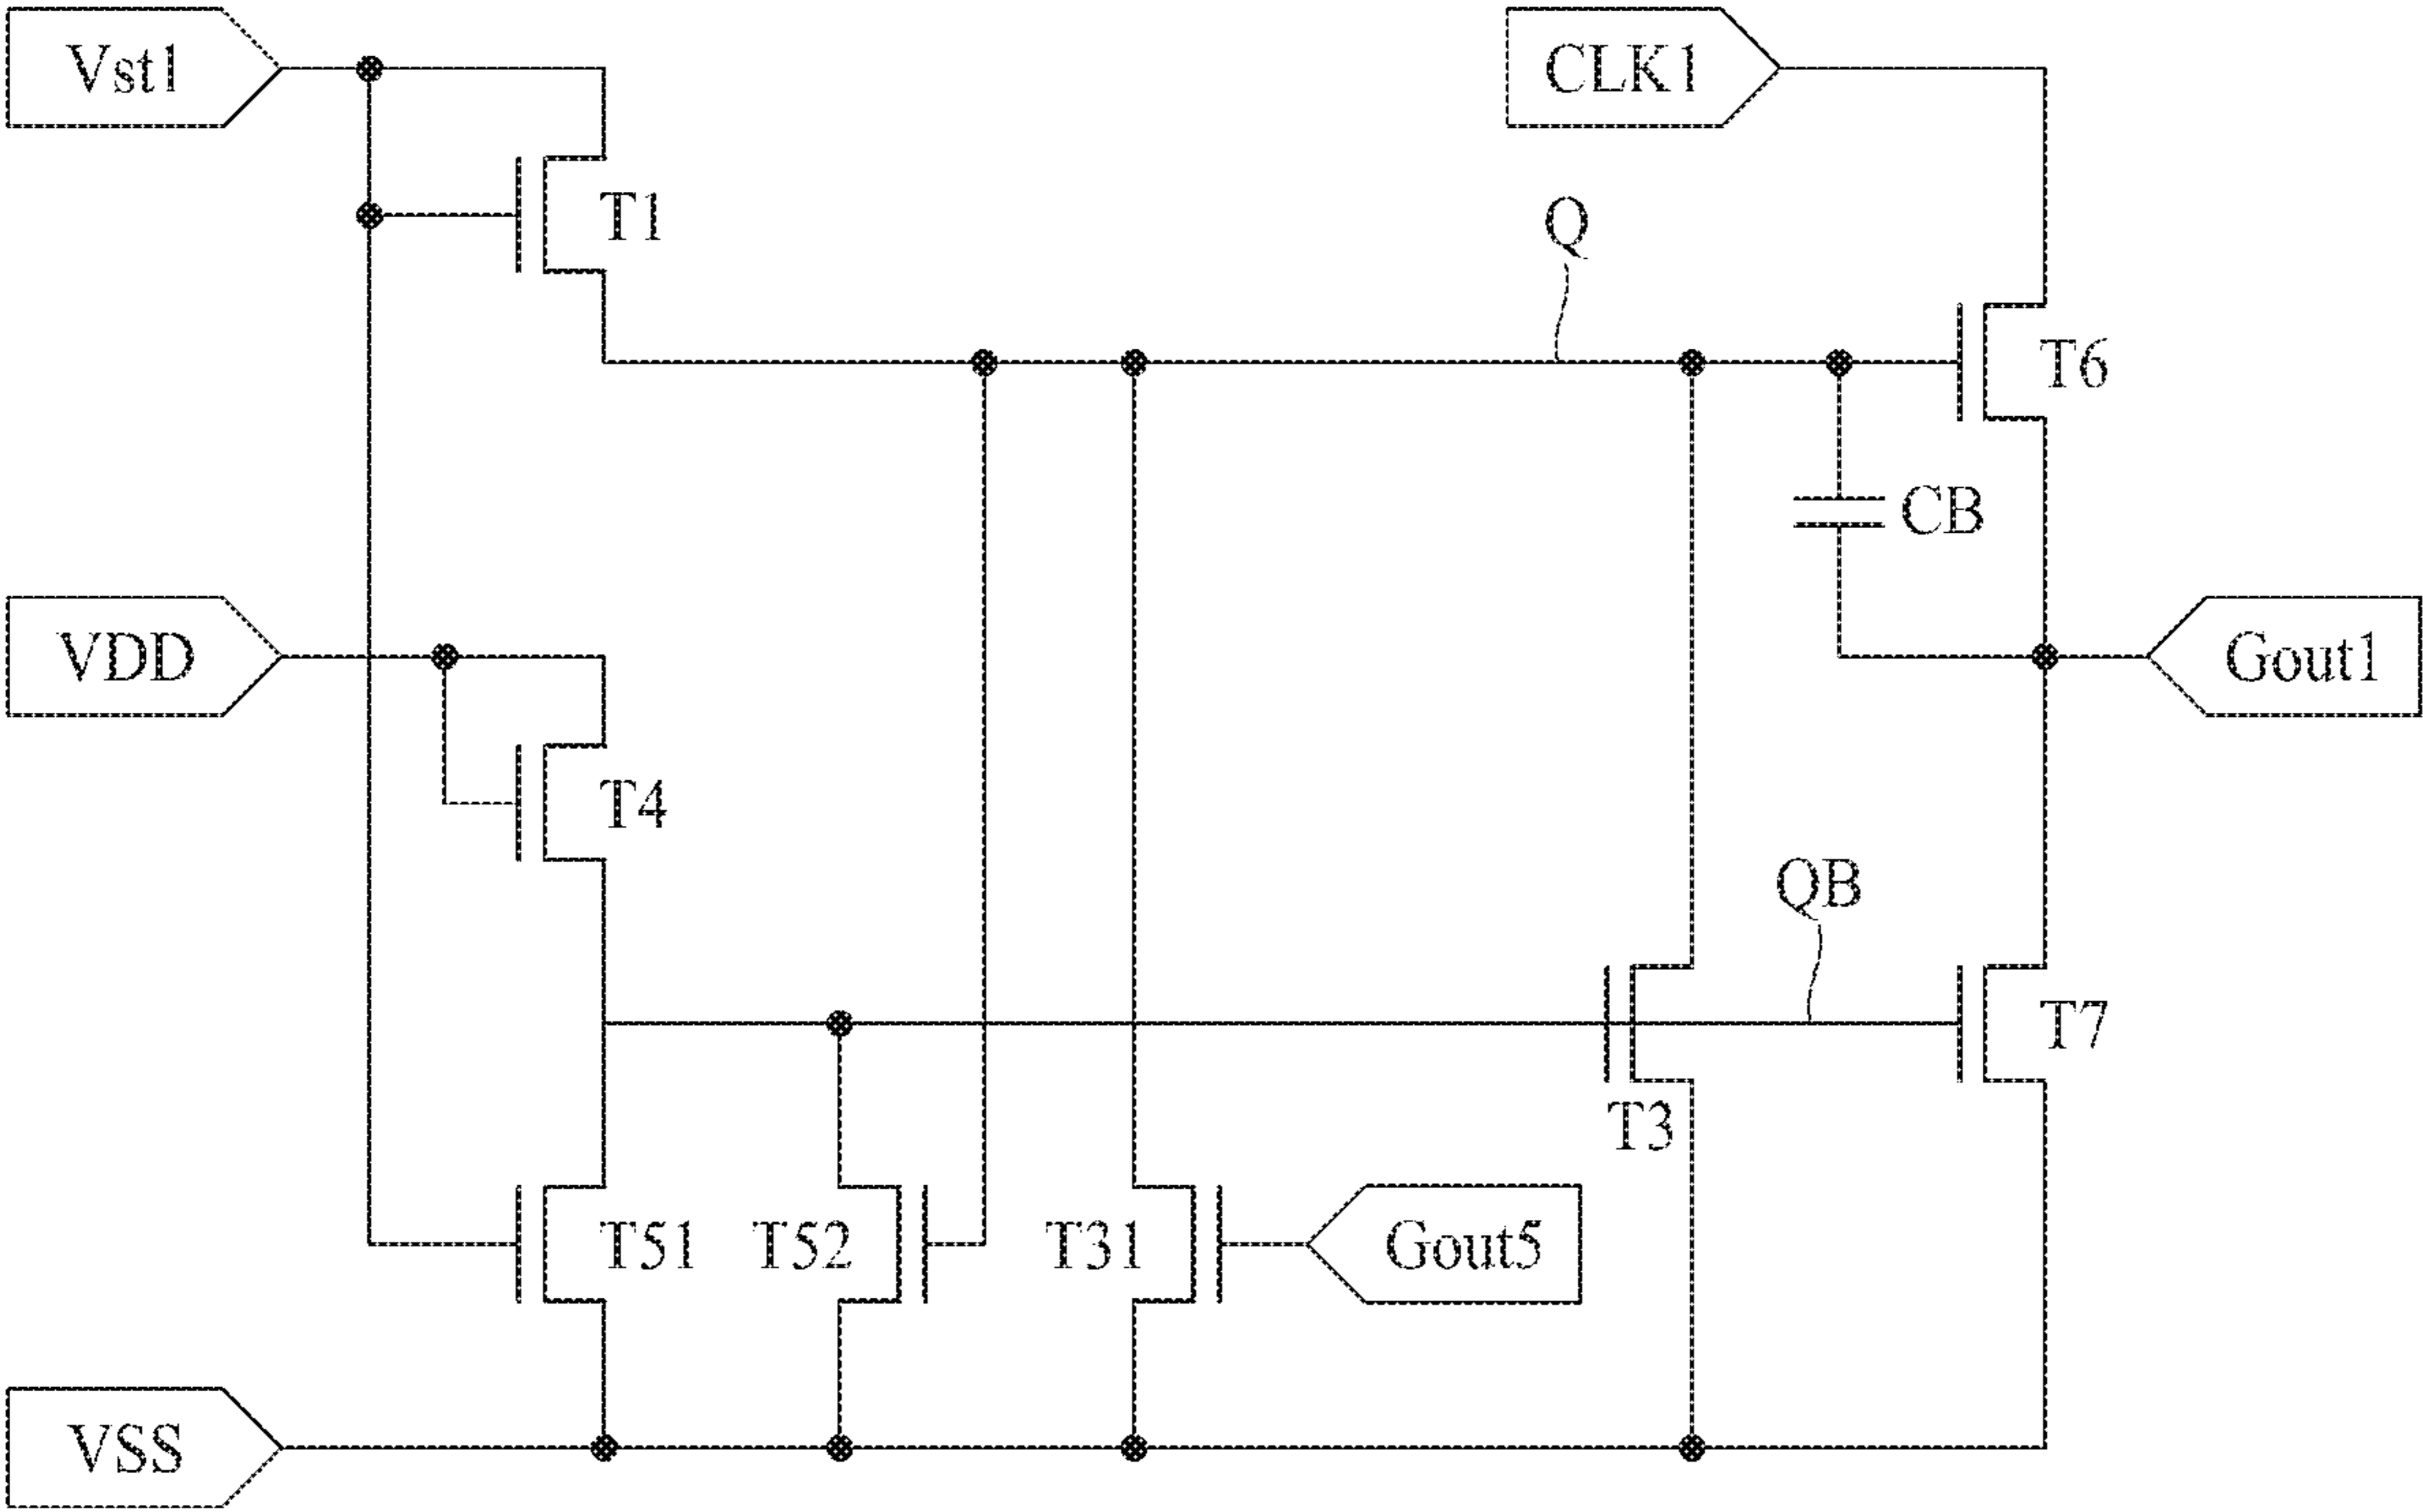 Vst1
CLK1
T1
Q
T6
CB
VDD
Gout1
T4
QB
T7
T3
T51
T52
T31
Gout5
VSS